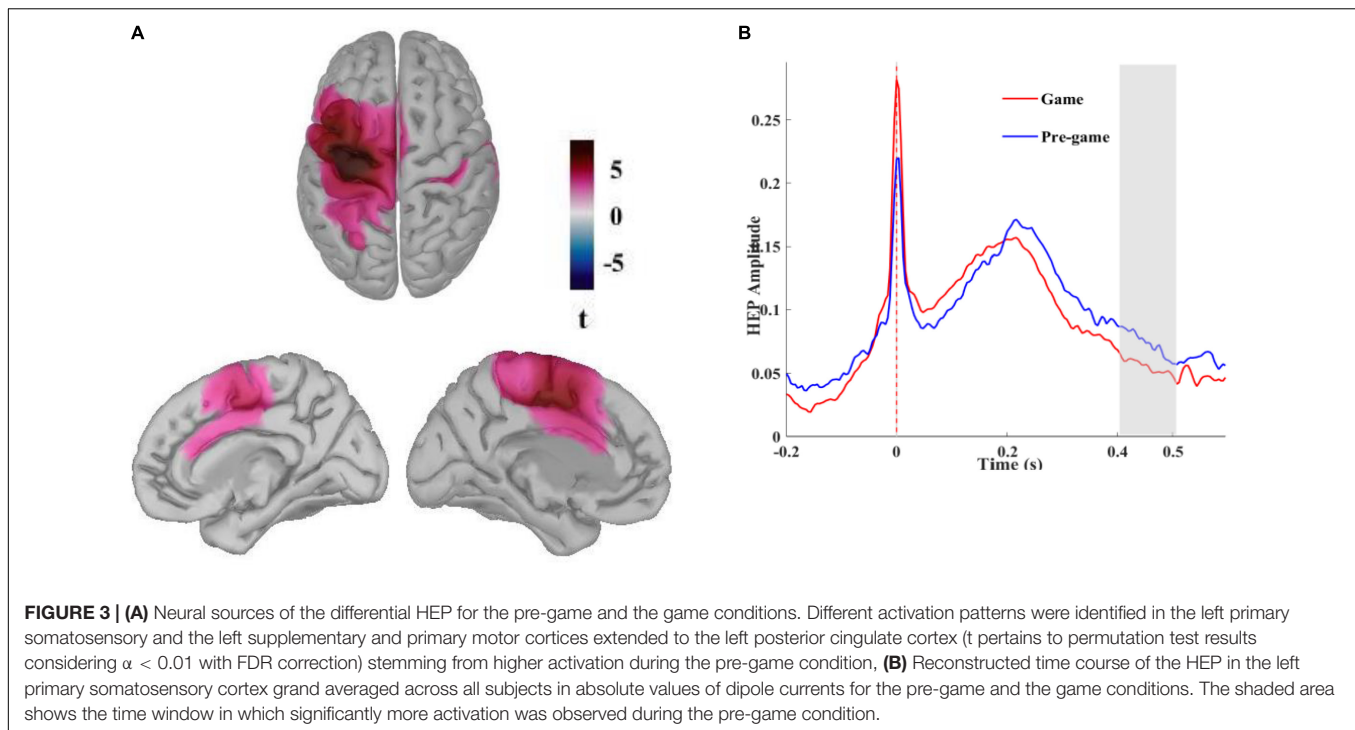 A
B
5
0
-5
t
Game
Pre-game
HEP Amplitude
0.25
0.2
0.15
0.1
0.05
0
-0.2
0
0.2
0.4
0.5
Time (s)
FIGURE 3 | (A) Neural sources of the differential HEP for the pre-game and the game conditions. Different activation patterns were identified in the left primary
somatosensory and the left supplementary and primary motor cortices extended to the left posterior cingulate cortex (t pertains to permutation test results
considering α < 0.01 with FDR correction) stemming from higher activation during the pre-game condition, (B) Reconstructed time course of the HEP in the left
primary somatosensory cortex grand averaged across all subjects in absolute values of dipole currents for the pre-game and the game conditions. The shaded area
shows the time window in which significantly more activation was observed during the pre-game condition.